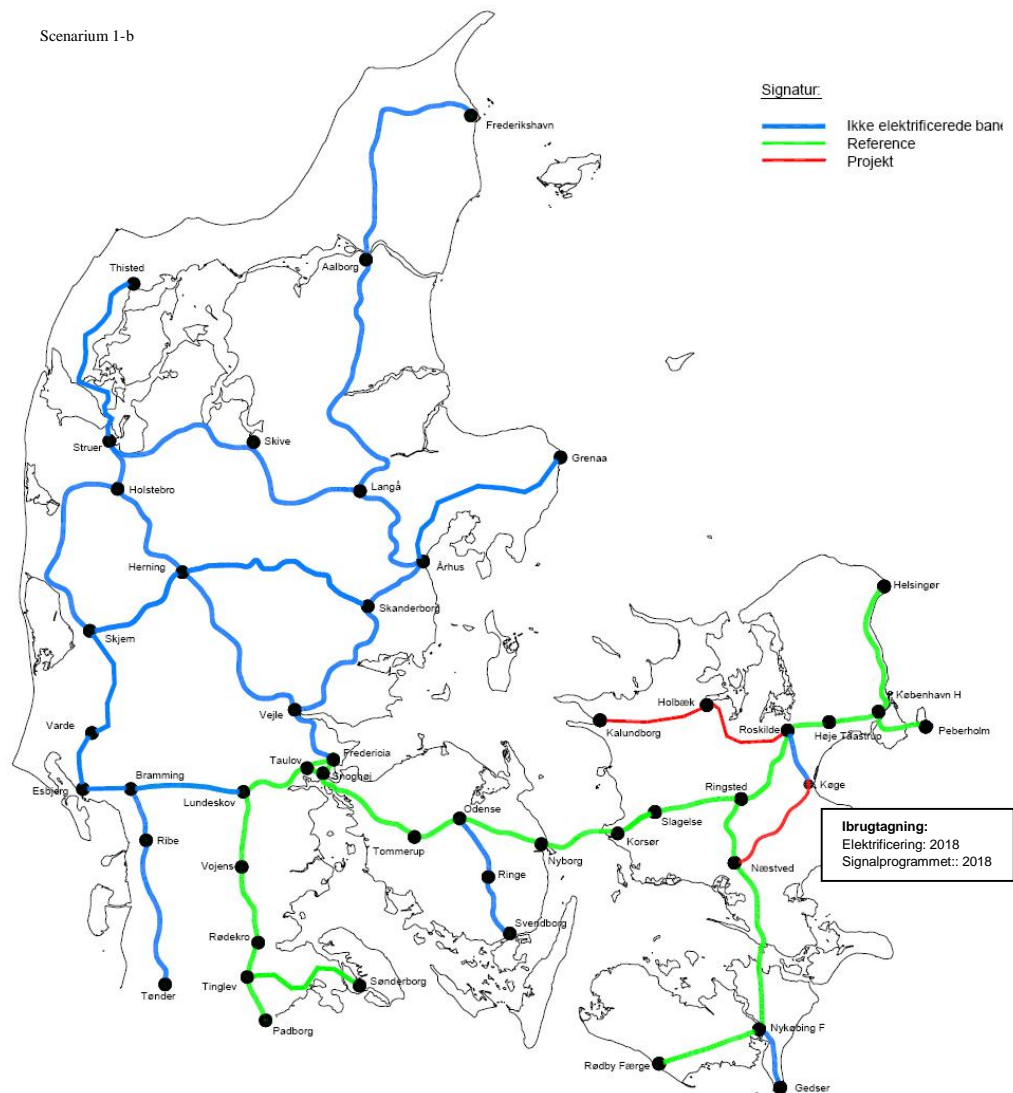 Scenarium 1-b
Signatur:
Ikke elektrificerede bane
Reference
Projekt
Frederikshavn
Aalborg
Thisted
Struer
Skive
Grenaa
Holstebro
Langå
Herning
Århus
Skanderborg
Skjern
Helsingør
Vejle
Varde
Holbæk
København H
Kalundborg
Roskilde
Høje Taastrup
Peberholm
Fredericia
Taulov
Snoghøj
Esbjerg
Bramming
Lundeskov
Ringsted
Køge
Odense
Slagelse
Ribe
Tommerup
Korsør
Nyborg
Næstved
Ibrugtagning:
Elektrificering: 2018
Signalprogrammet:: 2018
Vojens
Ringe
Svendborg
Rødekro
Tinglev
Sønderborg
Tønder
Padborg
Nykøbing F
Rødby Færge
Gedser